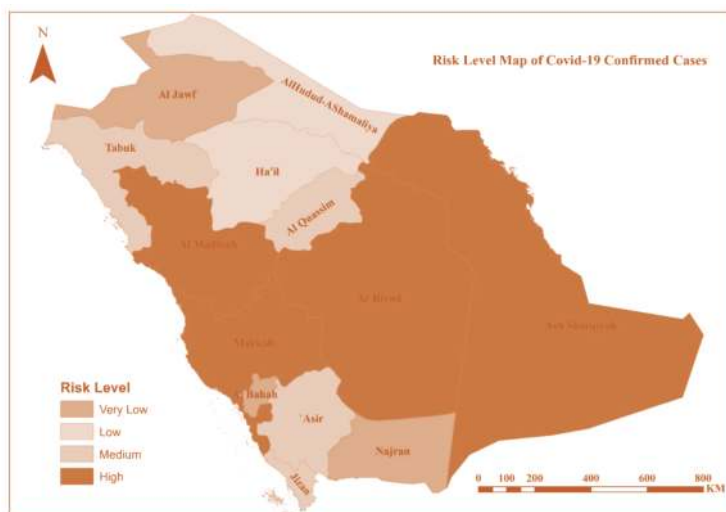 N
Risk Level Map of Covid-19 Confirmed Cases
Al Jawf
AlHudud-AShamaliya
Tabuk
Ha'il
Al Quassim
Al Madinah
Ar Riyad
Ash Sharqiyah
Makkah
Bahah
'Asir
Najran
Jizan
Risk Level
Very Low
Low
Medium
High
0 100 200 400 600 800
KM